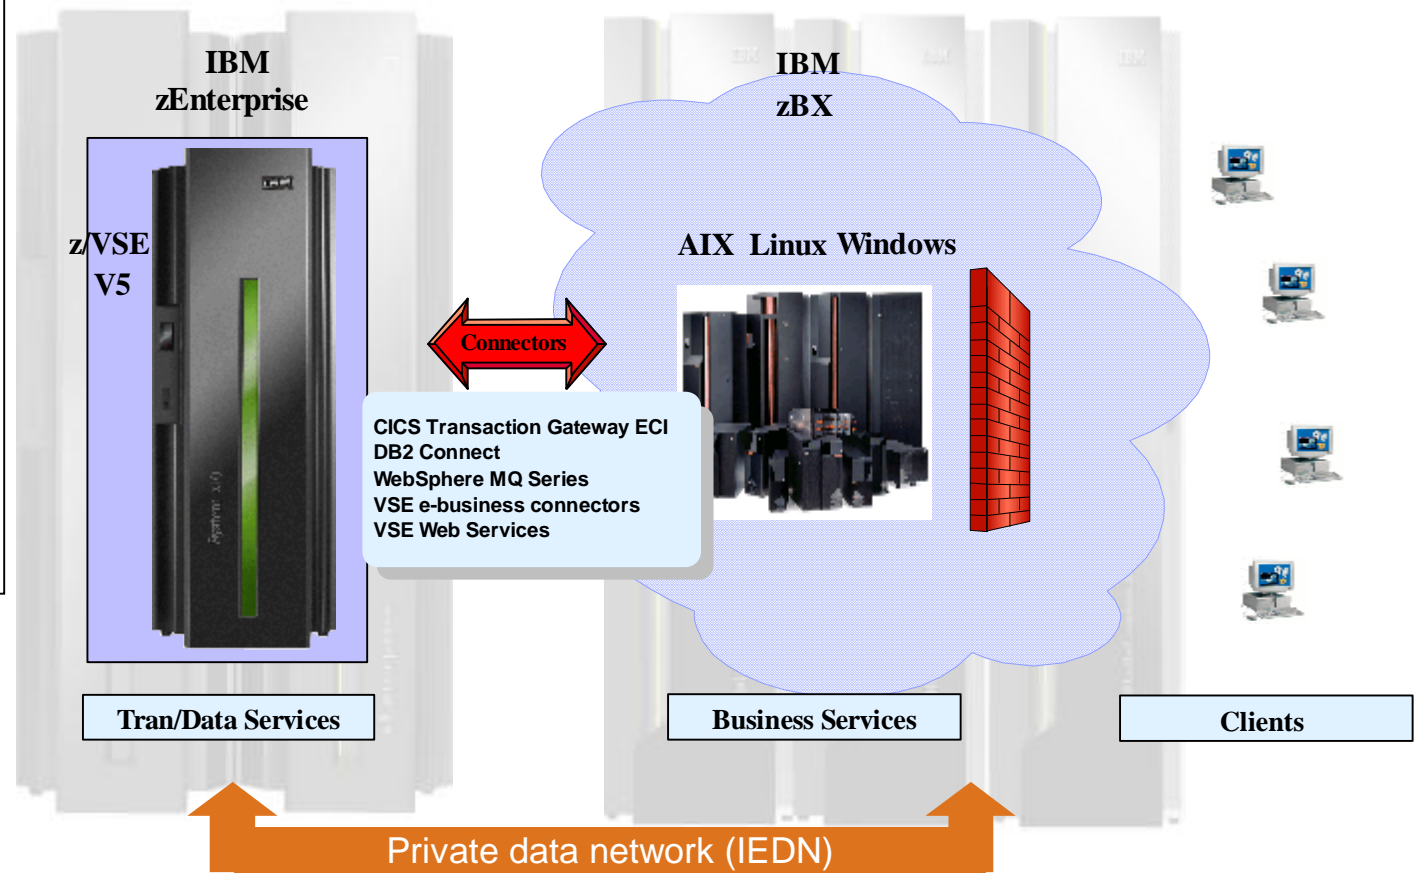 IBM
zEnterprise
IBM
zBX
z/VSE
V5
AIX Linux Windows
Connectors
CICS Transaction Gateway ECI
DB2 Connect
WebSphere MQ Series
VSE e-business connectors
VSE Web Services
IBM
Tran/Data Services
Business Services
Clients
Private data network (IEDN)